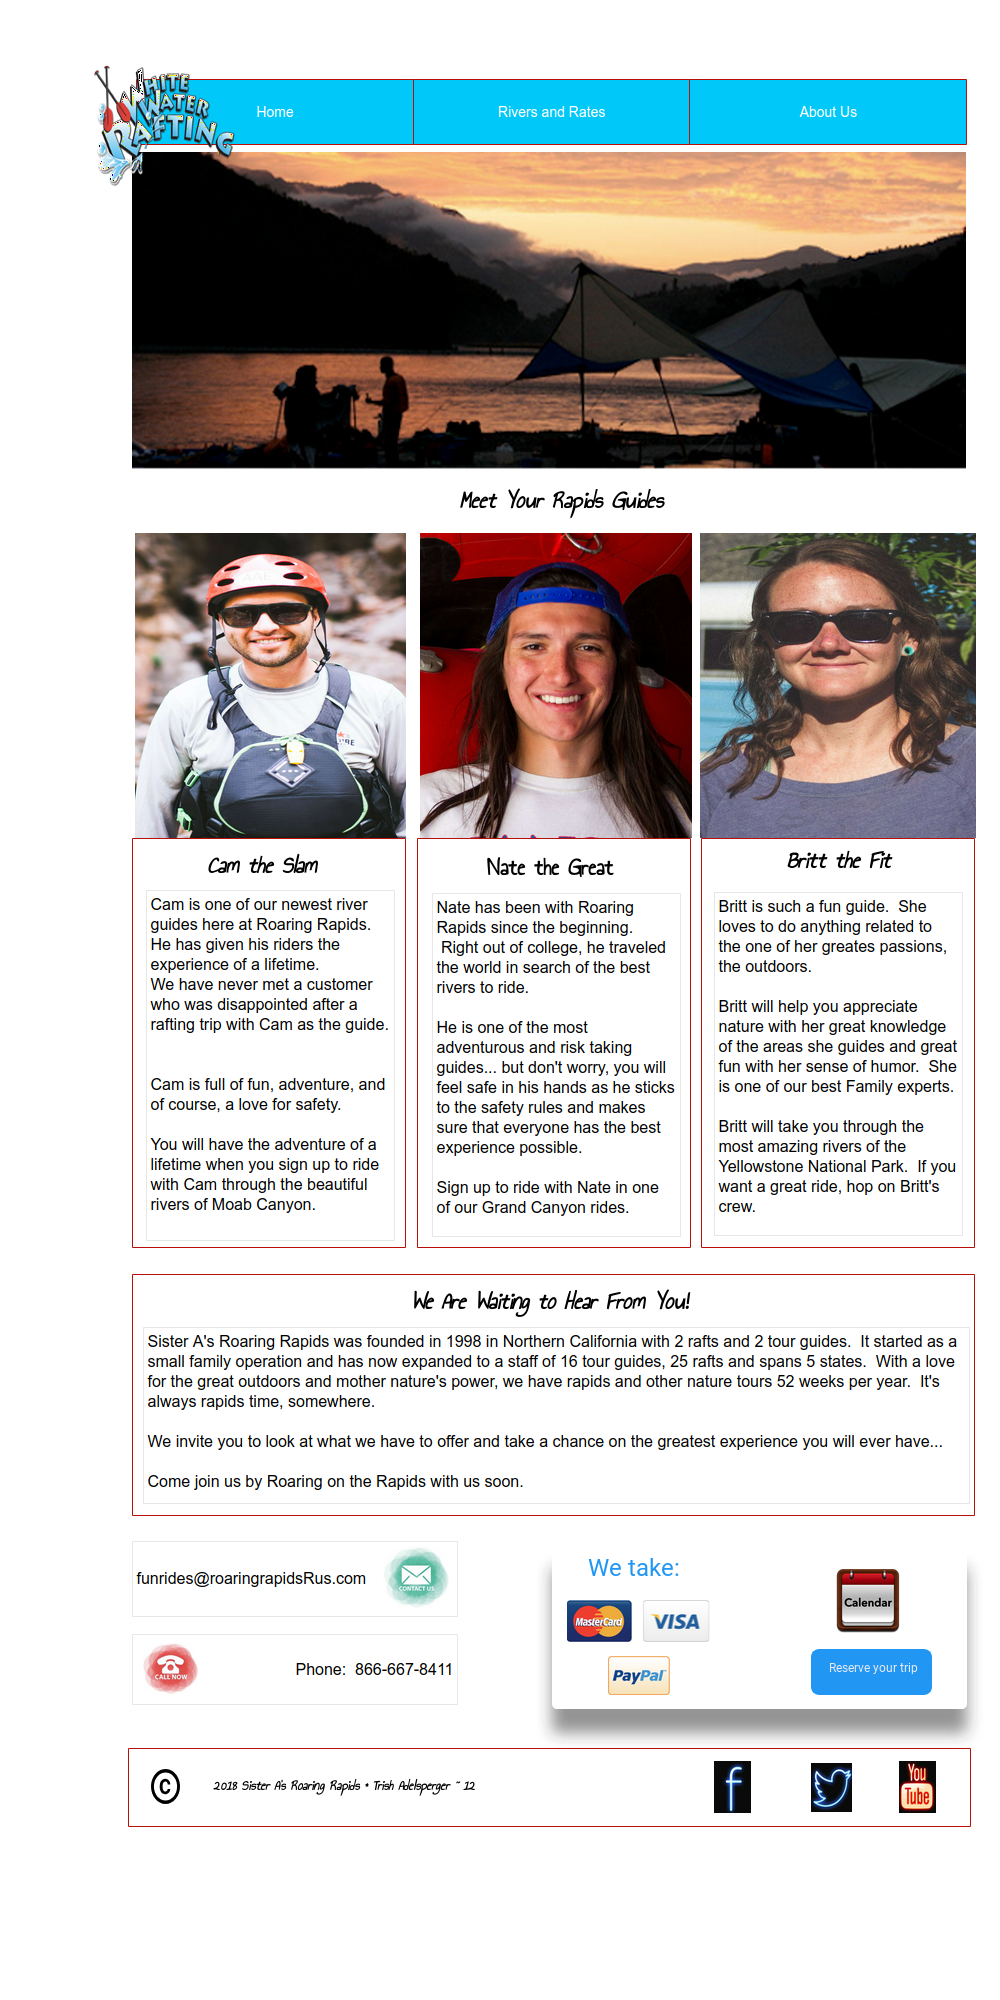 WHITE
WATER
RAFTING
Home
Rivers and Rates
About Us
Meet Your Rapids Guides
Cam the Slam
Cam is one of our newest river
guides here at Roaring Rapids.
He has given his riders the
experience of a lifetime.
We have never met a customer
who was disappointed after a
rafting trip with Cam as the guide.
Cam is full of fun, adventure, and
of course, a love for safety.
You will have the adventure of a
lifetime when you sign up to ride
with Cam through the beautiful
rivers of Moab Canyon.
Nate the Great
Nate has been with Roaring
Rapids since the beginning.
Right out of college, he traveled
the world in search of the best
rivers to ride.
He is one of the most
adventurous and risk taking
guides... but don't worry, you will
feel safe in his hands as he sticks
to the safety rules and makes
sure that everyone has the best
experience possible.
Sign up to ride with Nate in one
of our Grand Canyon rides.
Britt the Fit
Britt is such a fun guide.  She
loves to do anything related to
the one of her greates passions,
the outdoors.
Britt will help you appreciate
nature with her great knowledge
of the areas she guides and great
fun with her sense of humor.  She
is one of our best Family experts.
Britt will take you through the
most amazing rivers of the
Yellowstone National Park.  If you
want a great ride, hop on Britt's
crew.
We Are Waiting to Hear From You!
Sister A's Roaring Rapids was founded in 1998 in Northern California with 2 rafts and 2 tour guides.  It started as a
small family operation and has now expanded to a staff of 16 tour guides, 25 rafts and spans 5 states.  With a love
for the great outdoors and mother nature's power, we have rapids and other nature tours 52 weeks per year.  It's
always rapids time, somewhere.
We invite you to look at what we have to offer and take a chance on the greatest experience you will ever have...
Come join us by Roaring on the Rapids with us soon.
funrides@roaringrapidsRus.com
CONTACT US
CALL NOW
Phone:  866-667-8411
We take:
MasterCard
VISA
PayPal
Calendar
Reserve your trip
© 2018 Sister A's Roaring Rapids * Trish Adelsperger ~ 12
f
You
Tube